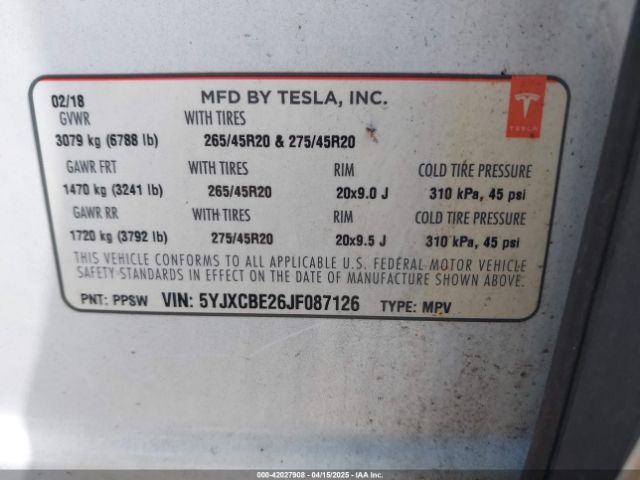 02/18 MFD BY TESLA, INC.
GVWR WITH TIRES
3079 kg (6788 lb) 265/45R20 & 275/45R20
GAWR FRT WITH TIRES RIM COLD TIRE PRESSURE
1470 kg (3241 lb) 265/45R20 20x9.0 J 310 kPa, 45 psi
GAWR RR WITH TIRES RIM COLD TIRE PRESSURE
1720 kg (3792 lb) 275/45R20 20x9.5 J 310 kPa, 45 psi
THIS VEHICLE CONFORMS TO ALL APPLICABLE U.S. FEDERAL MOTOR VEHICLE
SAFETY STANDARDS IN EFFECT ON THE DATE OF MANUFACTURE SHOWN ABOVE.
PNT: PPSW VIN: 5YJXCBE26JF087126 TYPE: MPV
TESLA
000-42027908 - 04/15/2025 - IAA Inc.